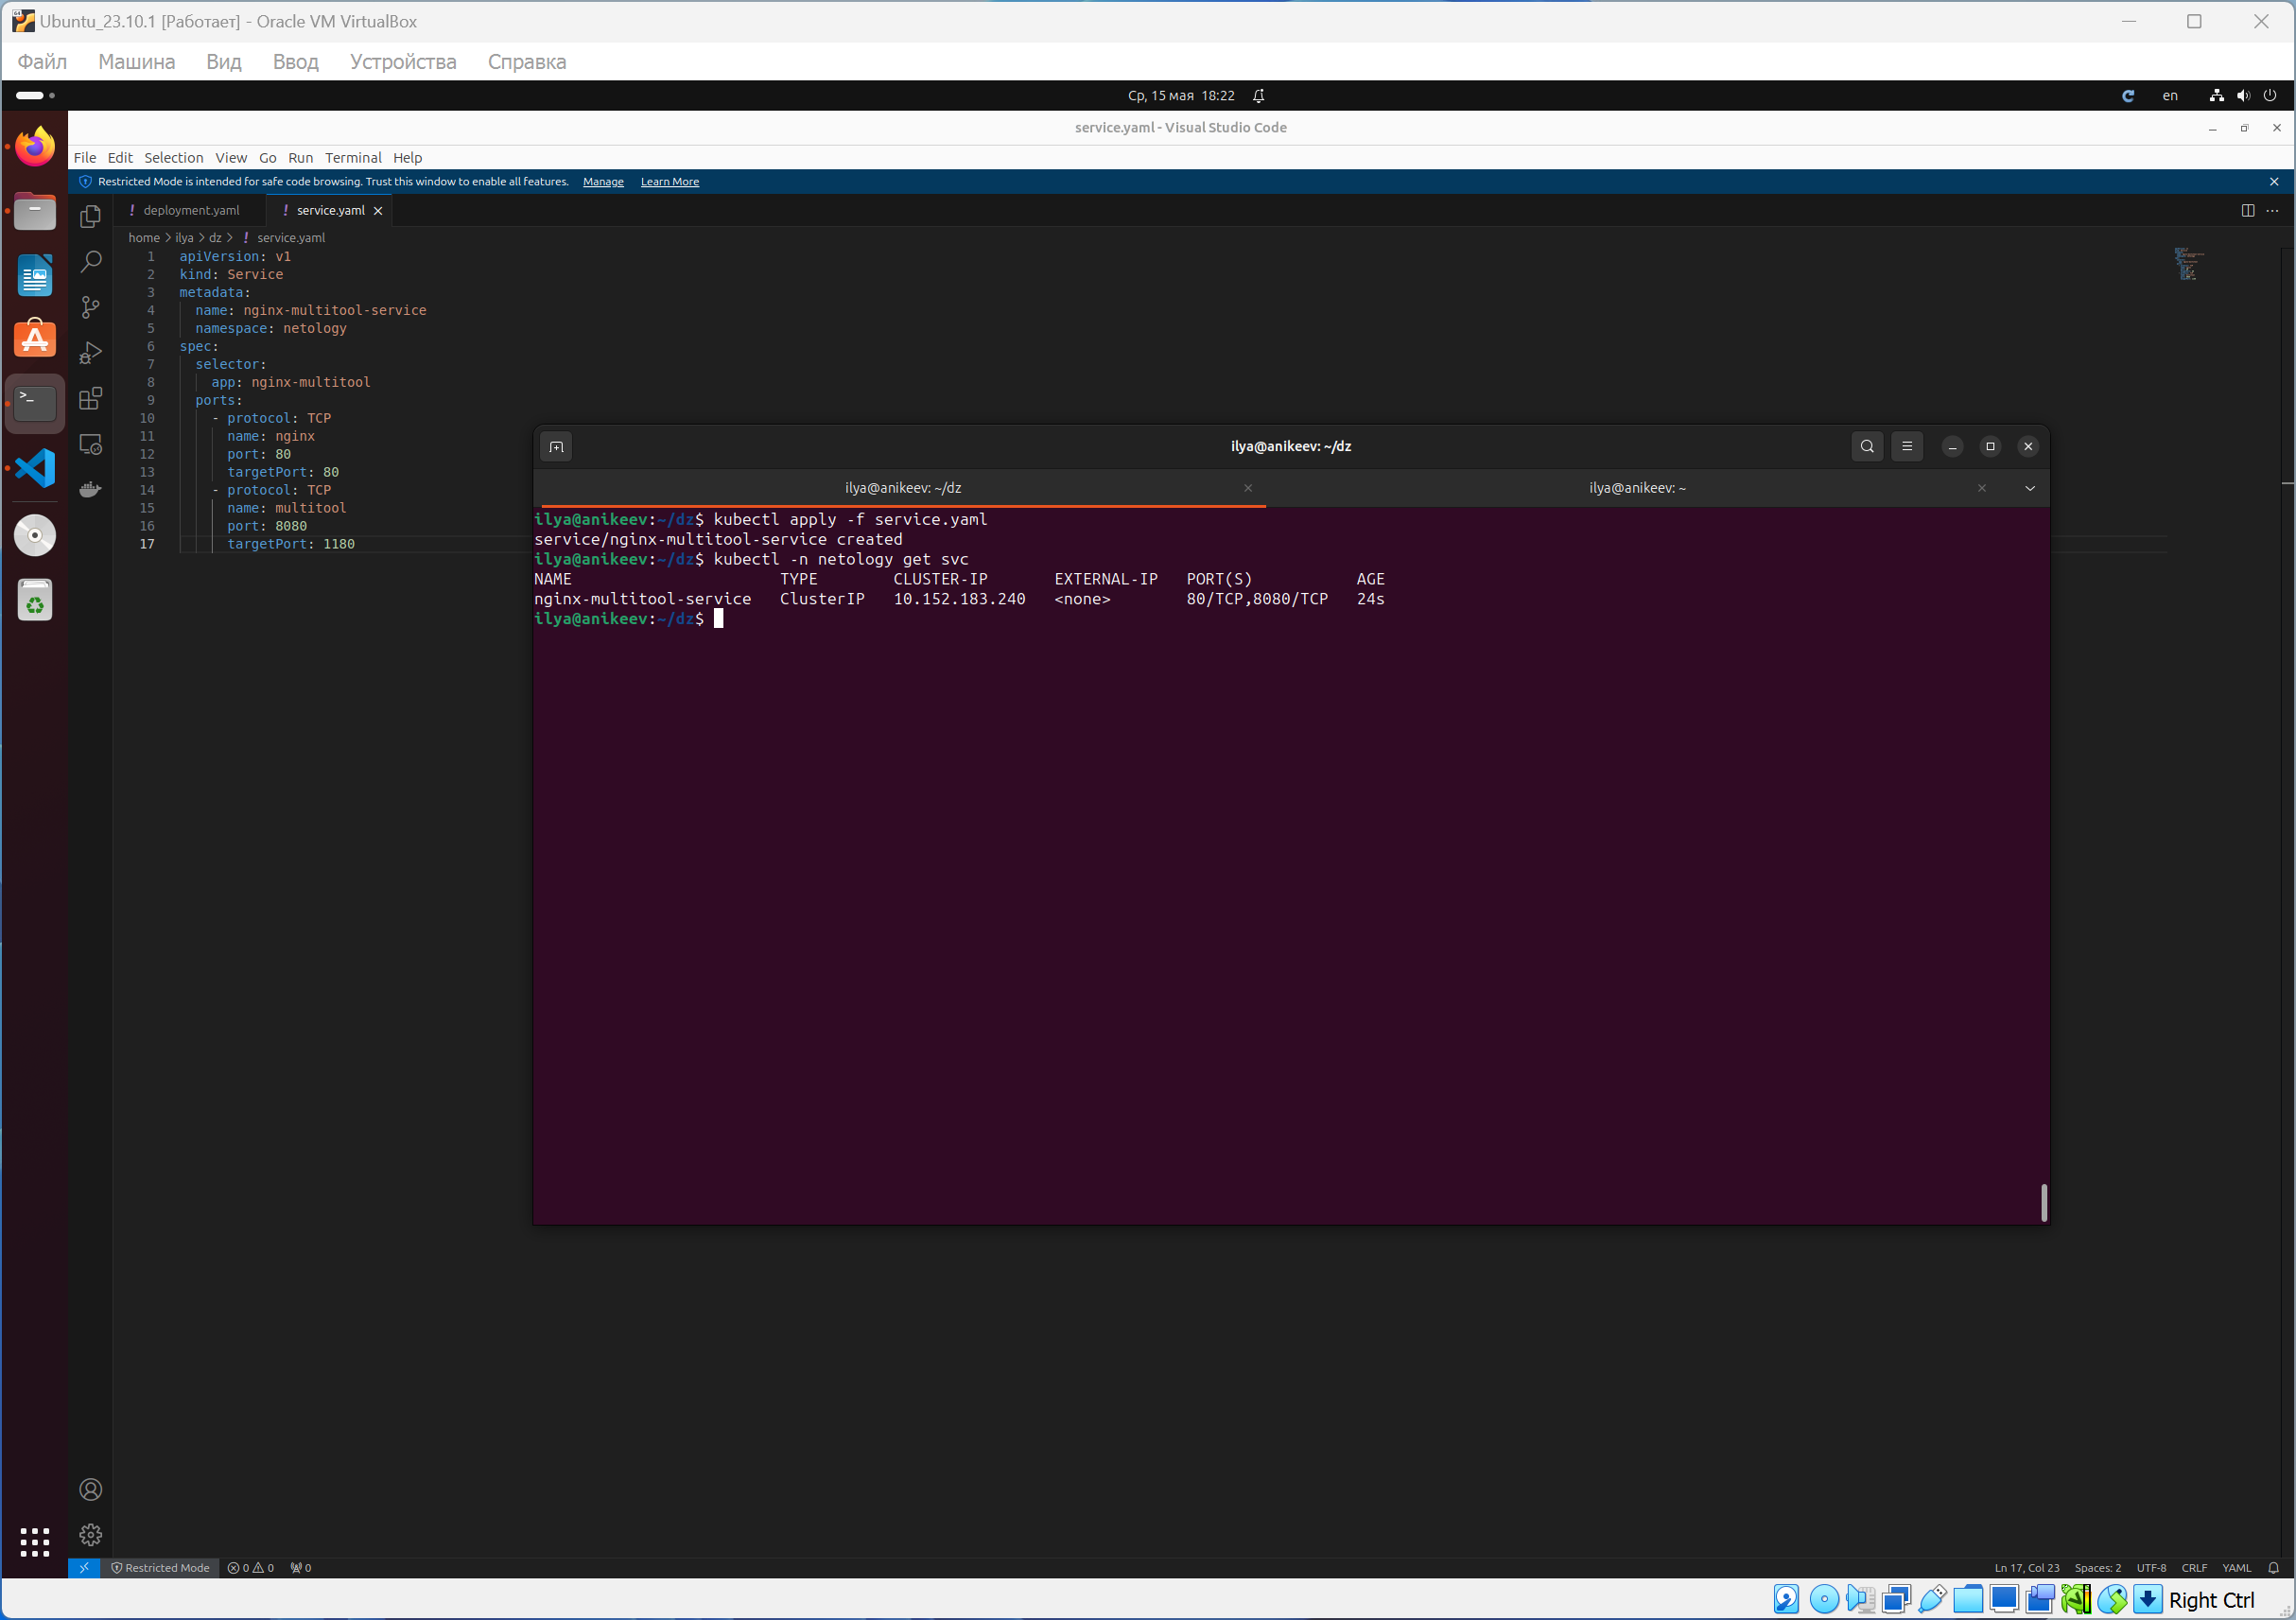 Ubuntu_23.10.1 [Работает] - Oracle VM VirtualBox
Файл Машина Вид Ввод Устройства Справка
Ср, 15 мая 18:22
en
service.yaml - Visual Studio Code
File Edit Selection View Go Run Terminal Help
Restricted Mode is intended for safe code browsing. Trust this window to enable all features. Manage Learn More
! deployment.yaml ! service.yaml
home > ilya > dz > ! service.yaml
1 apiVersion: v1
2 kind: Service
3 metadata:
4 name: nginx-multitool-service
5 namespace: netology
6 spec:
7 selector:
8 app: nginx-multitool
9 ports:
10 - protocol: TCP
11 name: nginx
12 port: 80
13 targetPort: 80
14 - protocol: TCP
15 name: multitool
16 port: 8080
17 targetPort: 1180
ilya@anikeev: ~/dz
ilya@anikeev: ~/dz ilya@anikeev: ~
ilya@anikeev:~/dz$ kubectl apply -f service.yaml
service/nginx-multitool-service created
ilya@anikeev:~/dz$ kubectl -n netology get svc
NAME TYPE CLUSTER-IP EXTERNAL-IP PORT(S) AGE
nginx-multitool-service ClusterIP 10.152.183.240 <none> 80/TCP,8080/TCP 24s
ilya@anikeev:~/dz$
Restricted Mode 0 0 0 Ln 17, Col 23 Spaces: 2 UTF-8 CRLF YAML
Right Ctrl